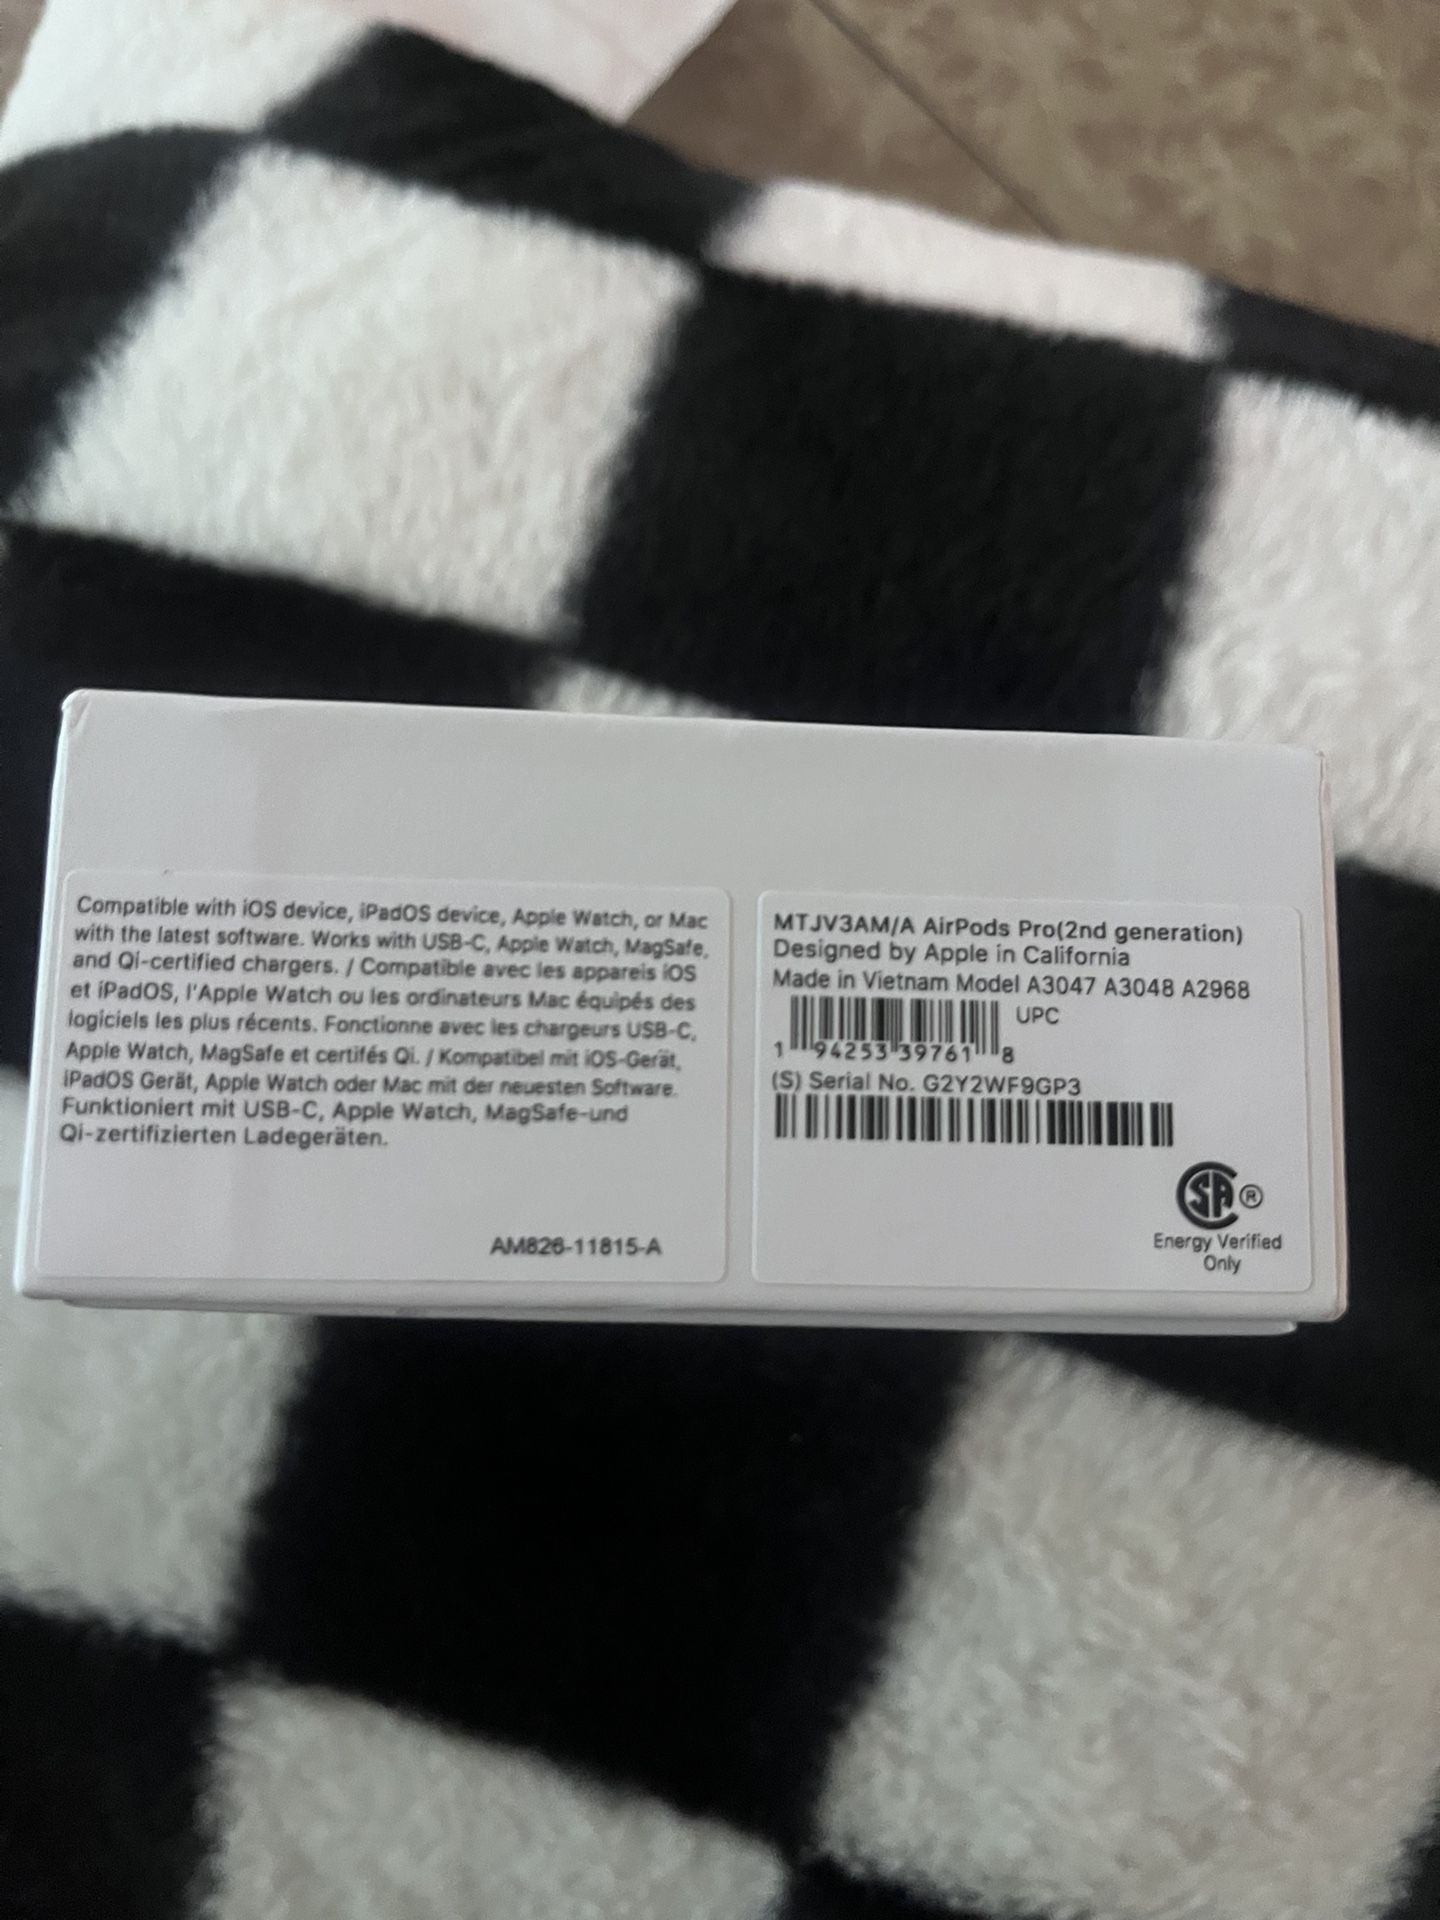 Compatible with iOS device, iPadOS device, Apple Watch, or Mac
with the latest software. Works with USB-C, Apple Watch, MagSafe,
and Qi-certified chargers. / Compatible avec les appareis iOS
et iPadOS, l'Apple Watch ou les ordinateurs Mac équipés des
logiciels les plus récents. Fonctionne avec les chargeurs USB-C,
Apple Watch, MagSafe et certifés Qi. / Kompatibel mit iOS-Gerät,
iPadOS Gerät, Apple Watch oder Mac mit der neuesten Software.
Funktioniert mit USB-C, Apple Watch, MagSafe-und
Qi-zertifizierten Ladegeräten.
AM826-11815-A
MTJV3AM/A AirPods Pro(2nd generation)
Designed by Apple in California
Made in Vietnam Model A3047 A3048 A2968
UPC
1 94253 39761 8
(S) Serial No. G2Y2WF9GP3
SA ®
Energy Verified
Only